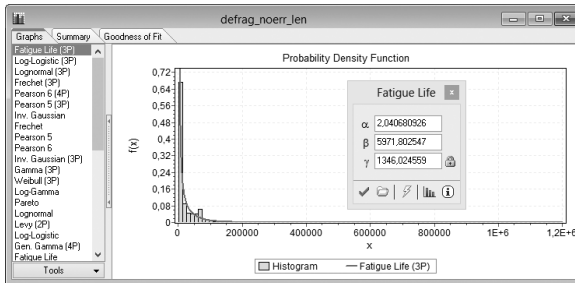 defrag_noerr_len
Graphs Summary Goodness of Fit
Fatigue Life (3P)
Log-Logistic (3P)
Lognormal (3P)
Frechet (3P)
Pearson 6 (4P)
Pearson 5 (3P)
Inv. Gaussian
Frechet
Pearson 5
Pearson 6
Inv. Gaussian (3P)
Gamma (3P)
Weibull (3P)
Log-Gamma
Pareto
Lognormal
Levy (2P)
Log-Logistic
Gen. Gamma (4P)
Fatigue Life
Tools
Probability Density Function
f(x)
0,72
0,64
0,56
0,48
0,4
0,32
0,24
0,16
0,08
0
0 200000 400000 600000 800000 1E+6 1,2E+6
x
Histogram Fatigue Life (3P)
Fatigue Life x
α 2,040680926
β 5971,802547
γ 1346,024559